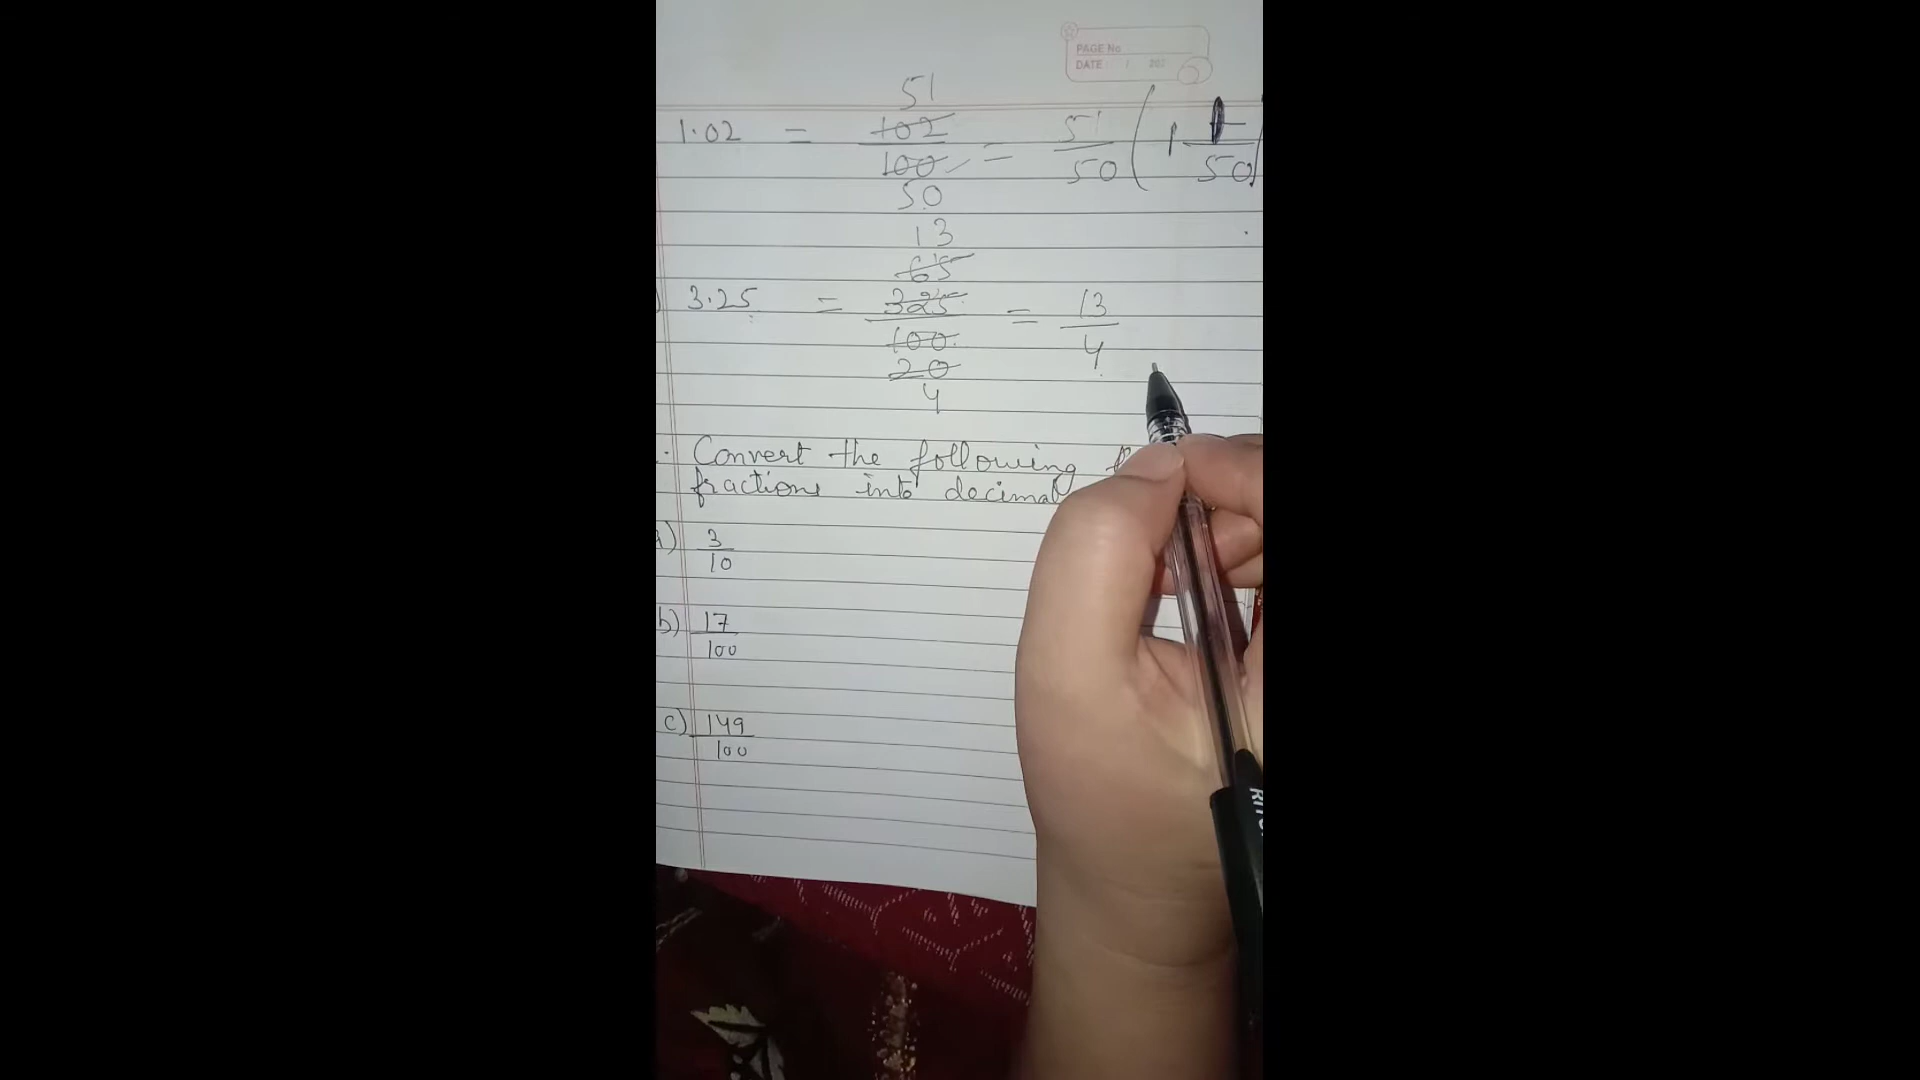 PAGE No
DATE
51
1.02 = 102/100 = 51/50 (1 1/50)
50
13
65
3.25 = 325/100 = 13/4
20
4
Convert the following
fractions into decimal
a) 3/10
b) 17/100
c) 149/100